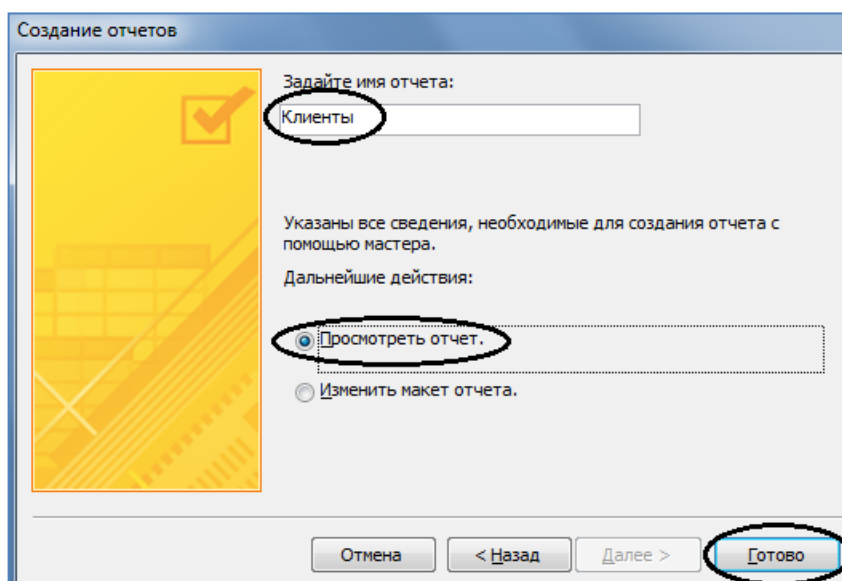 Создание отчетов
Задайте имя отчета:
Клиенты
Указаны все сведения, необходимые для создания отчета с
помощью мастера.
Дальнейшие действия:
Просмотреть отчет.
Изменить макет отчета.
Отмена < Назад Далее > Готово